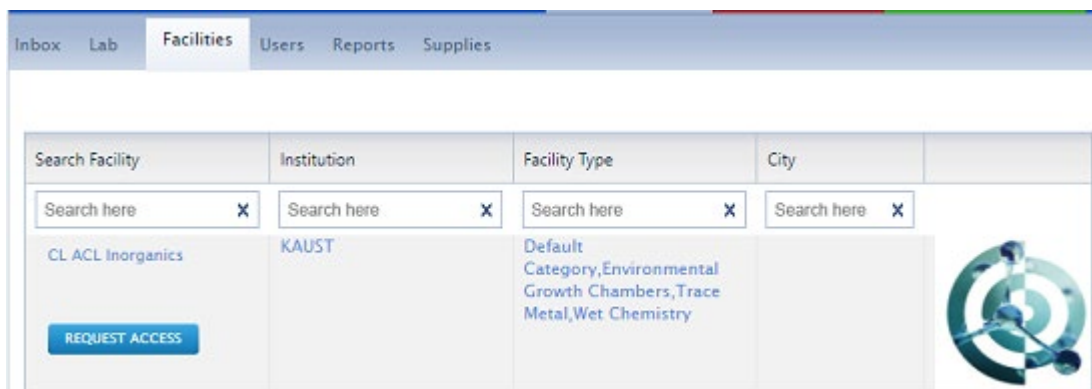 Inbox Lab Facilities Users Reports Supplies
Search Facility Institution Facility Type City
Search here X Search here X Search here X Search here X
CL ACL Inorganics KAUST Default
Category,Environmental
Growth Chambers,Trace
Metal,Wet Chemistry
REQUEST ACCESS